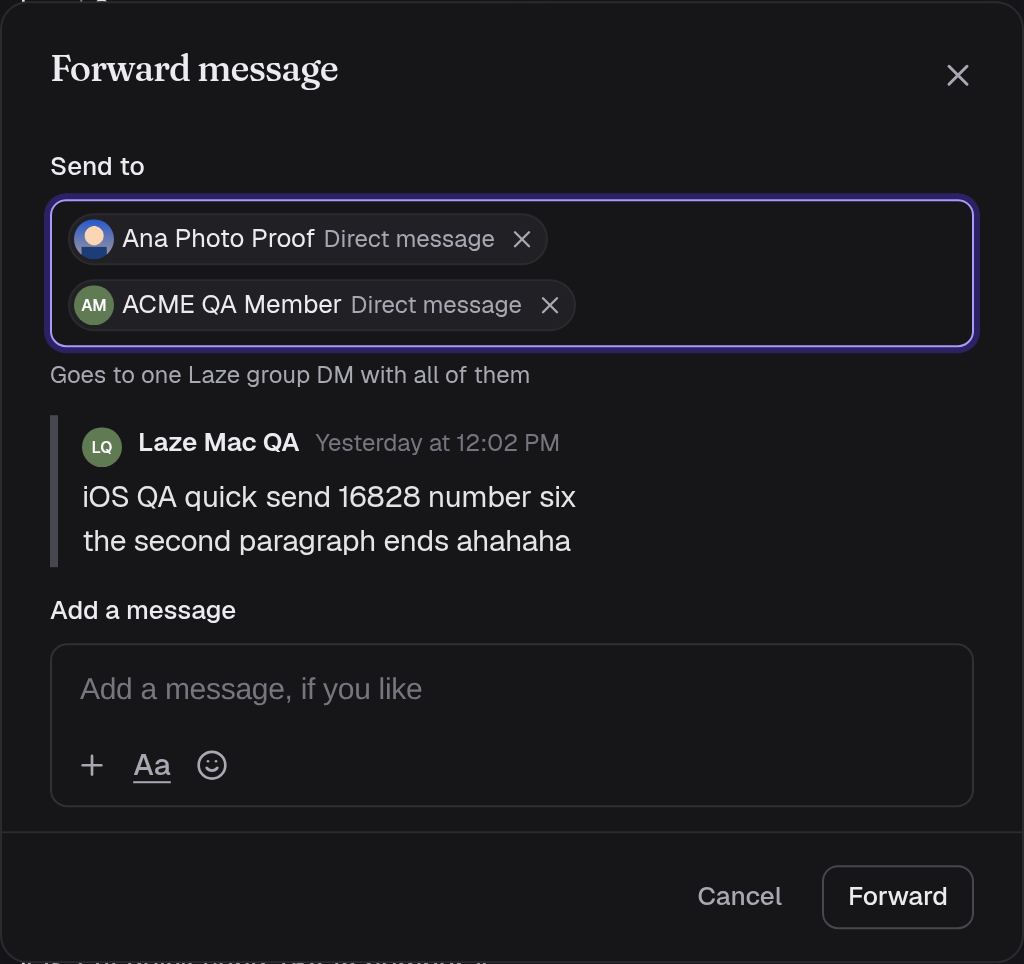 Forward message
Send to
Ana Photo Proof Direct message
AM ACME QA Member Direct message
Goes to one Laze group DM with all of them
LQ Laze Mac QA Yesterday at 12:02 PM
iOS QA quick send 16828 number six
the second paragraph ends ahahaha
Add a message
Add a message, if you like
Aa
Cancel Forward